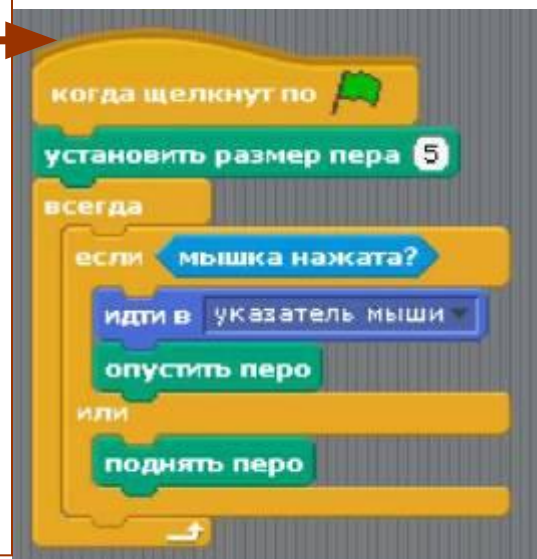 когда щелкнут по
установить размер пера 5
всегда
если мышка нажата?
идти в указатель мыши
опустить перо
или
поднять перо